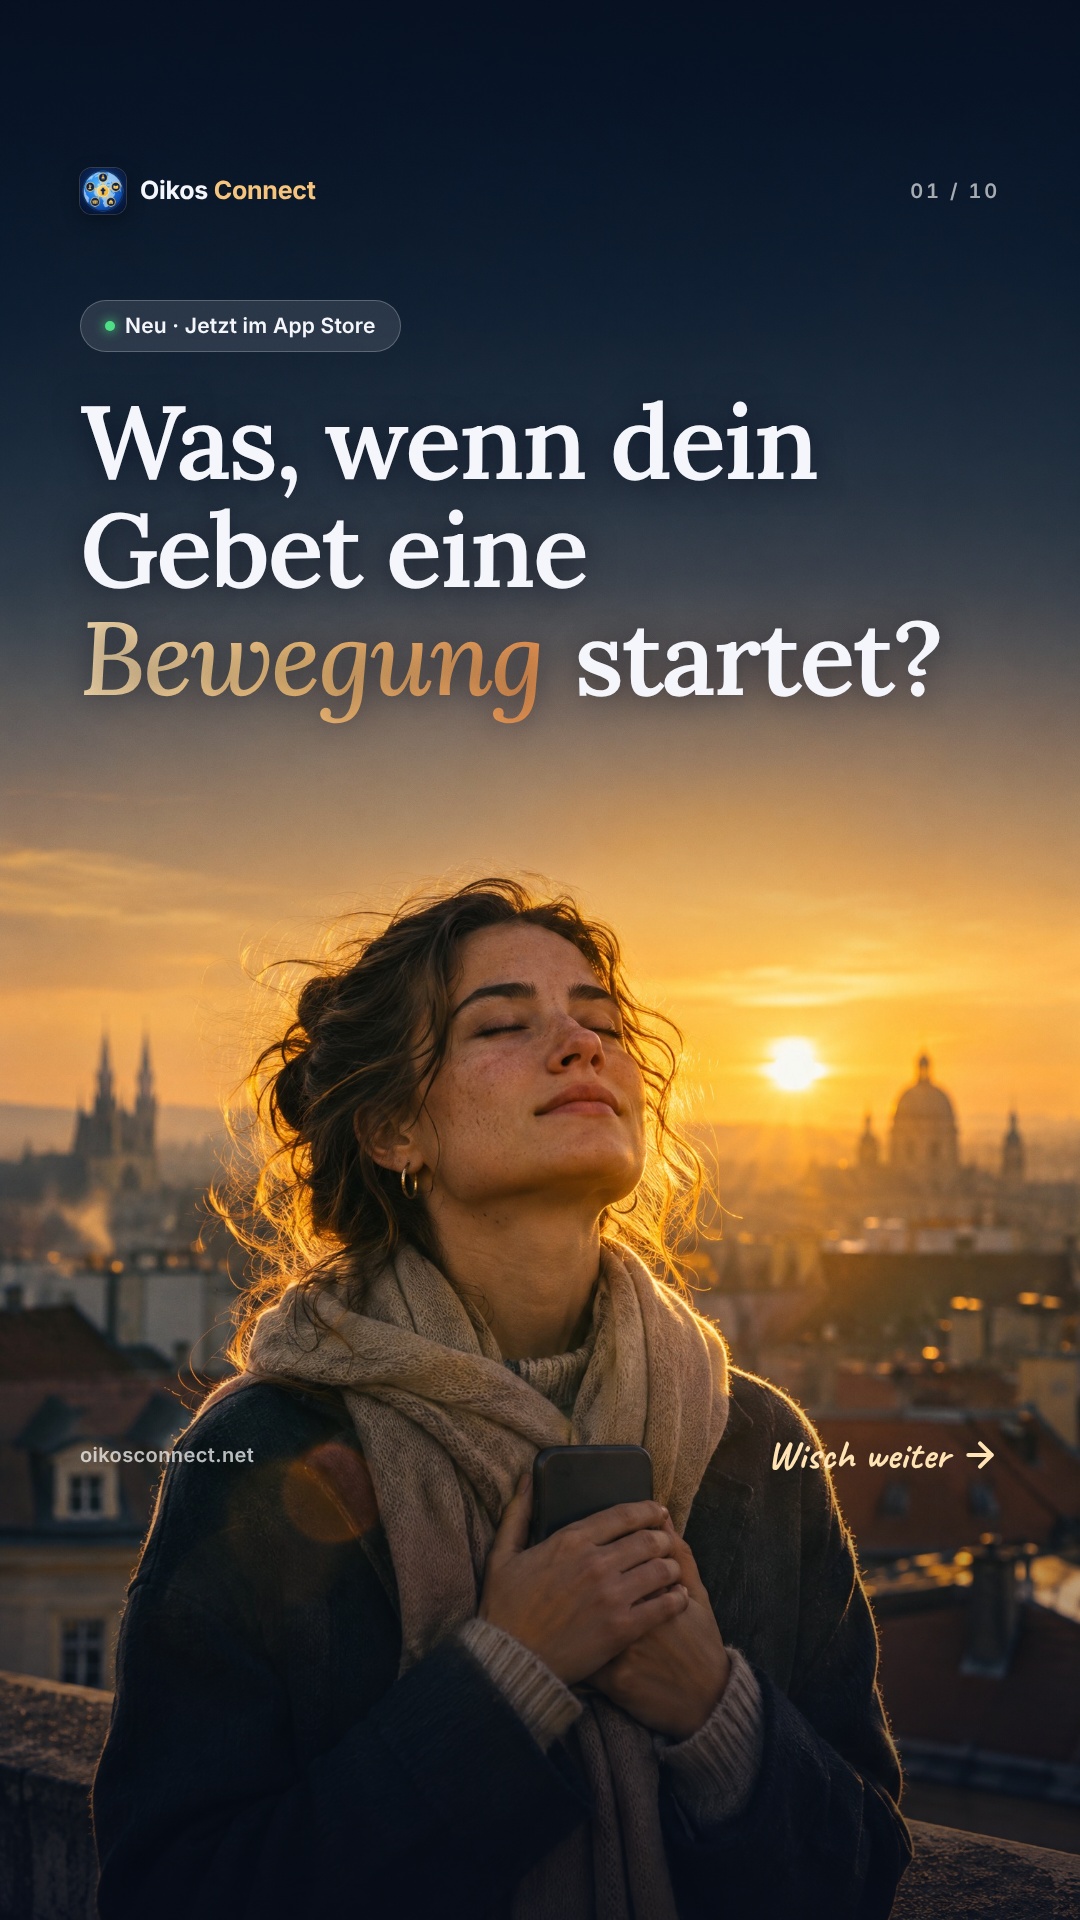 Oikos Connect
01 / 10
Neu · Jetzt im App Store
Was, wenn dein
Gebet eine
Bewegung startet?
oikosconnect.net
Wisch weiter →